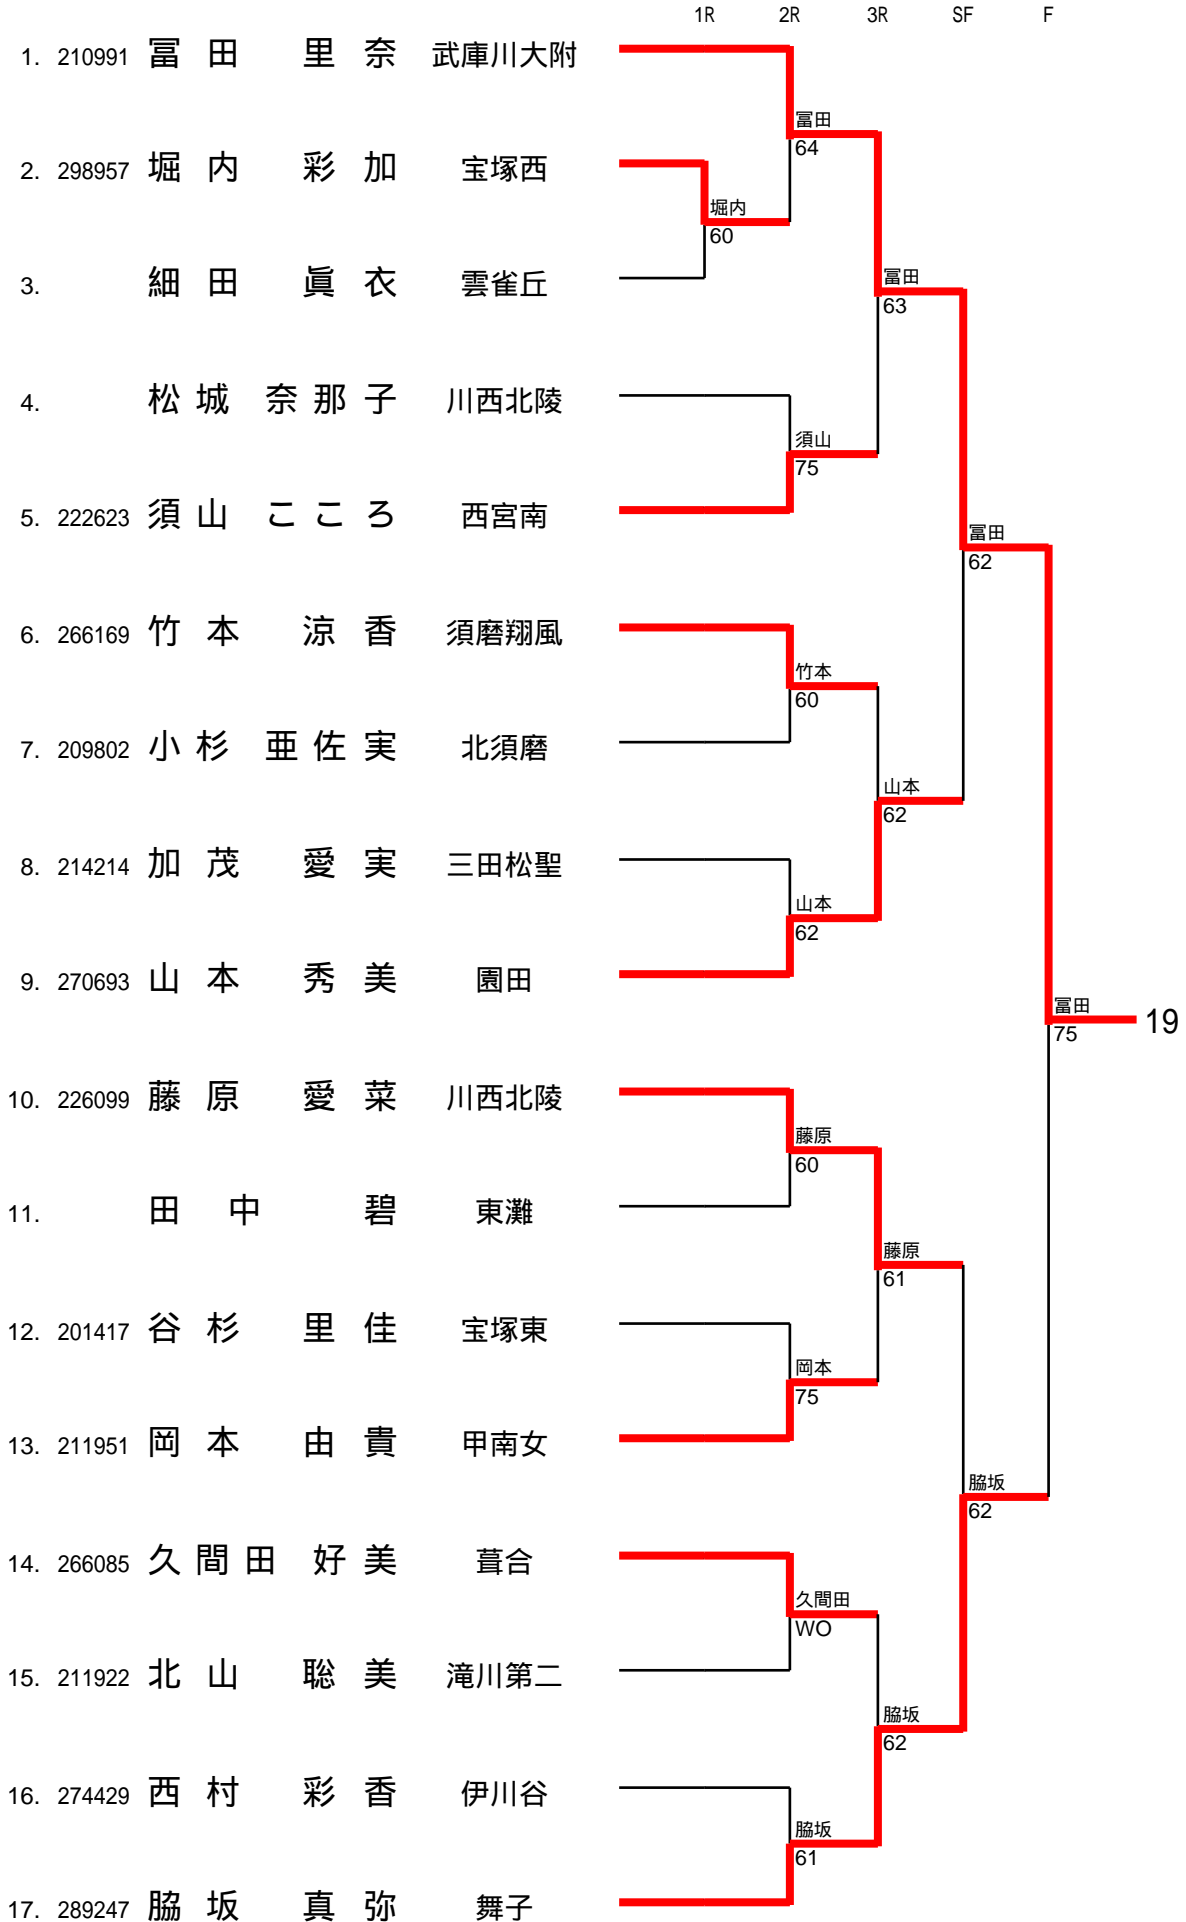 1R 2R 3R SF F
1. 210991 冨田 里奈 武庫川大附
冨田
64
2. 298957 堀内 彩加 宝塚西
堀内
60
3. 細田 眞衣 雲雀丘
冨田
63
4. 松城 奈那子 川西北陵
須山
75
5. 222623 須山 こころ 西宮南
冨田
62
6. 266169 竹本 涼香 須磨翔風
竹本
60
7. 209802 小杉 亜佐実 北須磨
山本
62
8. 214214 加茂 愛実 三田松聖
山本
62
9. 270693 山本 秀美 園田
冨田
75
19
10. 226099 藤原 愛菜 川西北陵
藤原
60
11. 田中 碧 東灘
藤原
61
12. 201417 谷杉 里佳 宝塚東
岡本
75
13. 211951 岡本 由貴 甲南女
脇坂
62
14. 266085 久間田 好美 葺合
久間田
WO
15. 211922 北山 聡美 滝川第二
脇坂
62
16. 274429 西村 彩香 伊川谷
脇坂
61
17. 289247 脇坂 真弥 舞子